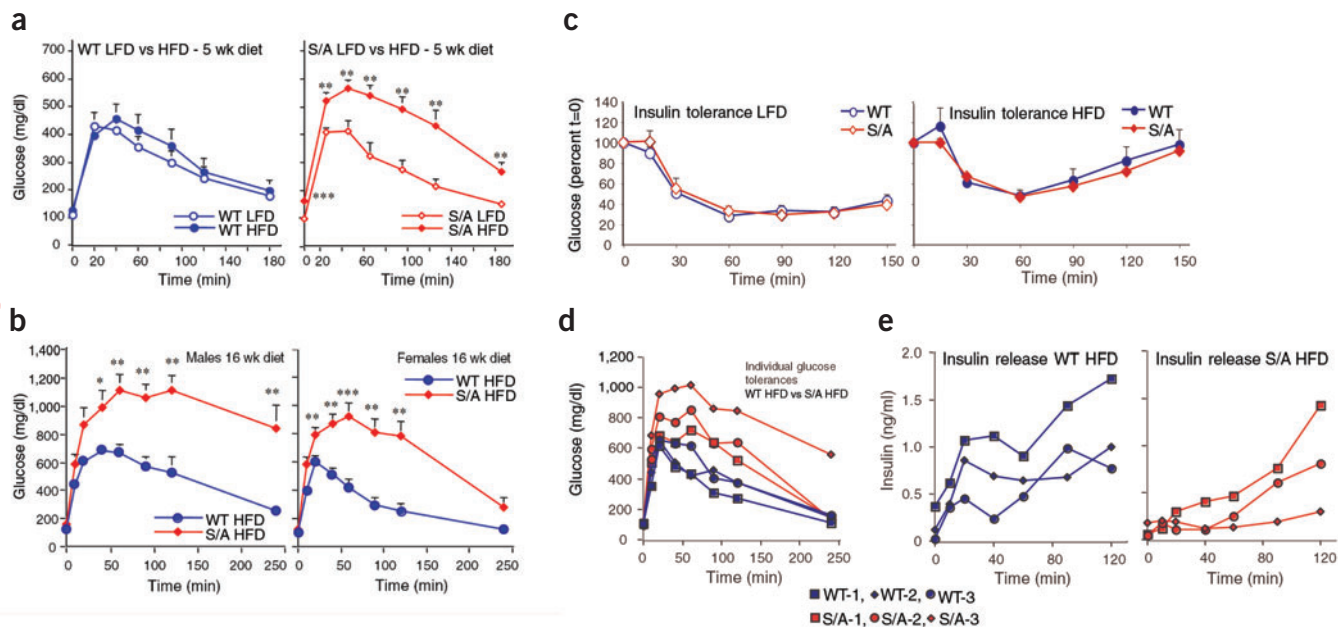 a
WT LFD vs HFD - 5 wk diet
S/A LFD vs HFD - 5 wk diet
Glucose (mg/dl)
700
600
500
400
300
200
100
0
** ** ** ** ** **
***
WT LFD
WT HFD
S/A LFD
S/A HFD
0 20 60 100 140 180
0 20 60 100 140 180
Time (min)
Time (min)
b
Males 16 wk diet
Females 16 wk diet
Glucose (mg/dl)
1,400
1,200
1,000
800
600
400
200
0
* ** ** ** **
** ** *** ** **
WT HFD
S/A HFD
WT HFD
S/A HFD
0 50 100 150 200 250
0 50 100 150 200 250
Time (min)
Time (min)
c
Insulin tolerance LFD
WT
S/A
Insulin tolerance HFD
WT
S/A
Glucose (percent t=0)
140
120
100
80
60
40
20
0
0 30 60 90 120 150
0 30 60 90 120 150
Time (min)
Time (min)
d
Individual glucose
tolerances
WT HFD vs S/A HFD
Glucose (mg/dl)
1,200
1,000
800
600
400
200
0
0 50 100 150 200 250
Time (min)
e
Insulin release WT HFD
Insulin release S/A HFD
Insulin (ng/ml)
2.0
1.5
1.0
0.5
0
0 40 80 120
0 40 80 120
Time (min)
Time (min)
WT-1, WT-2, WT-3
S/A-1, S/A-2, S/A-3